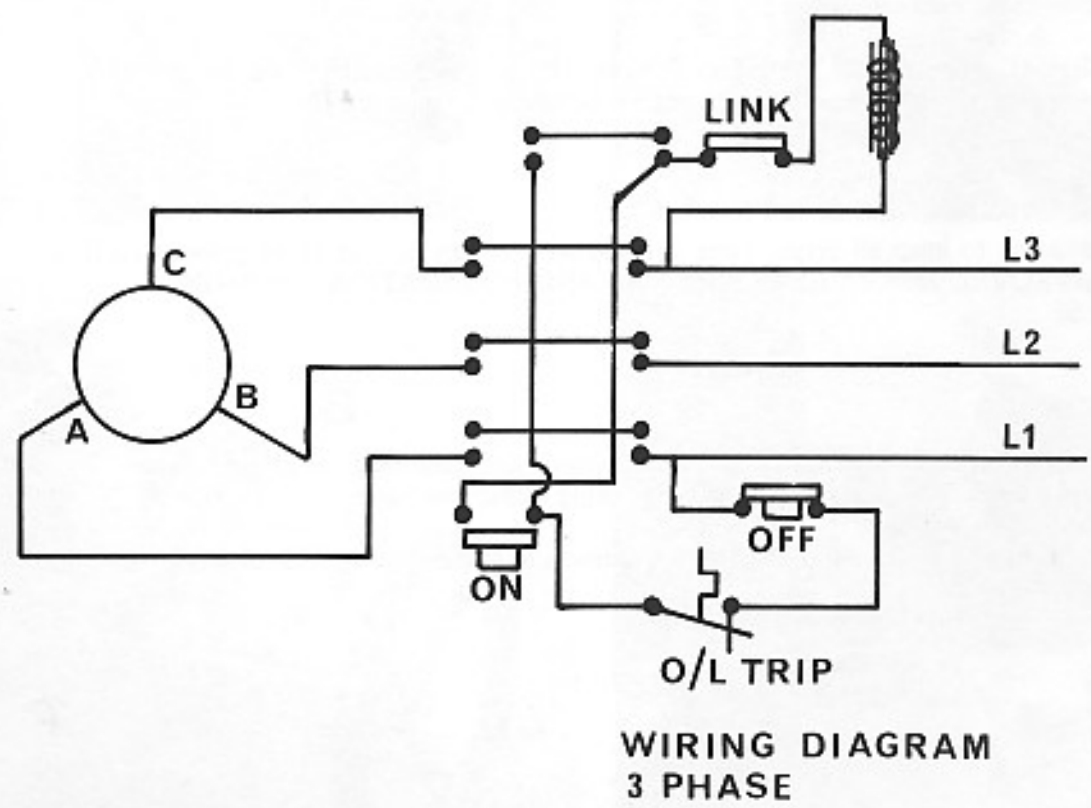 LINK
C
L3
L2
B
A
L1
OFF
ON
O/L TRIP
WIRING DIAGRAM
3 PHASE